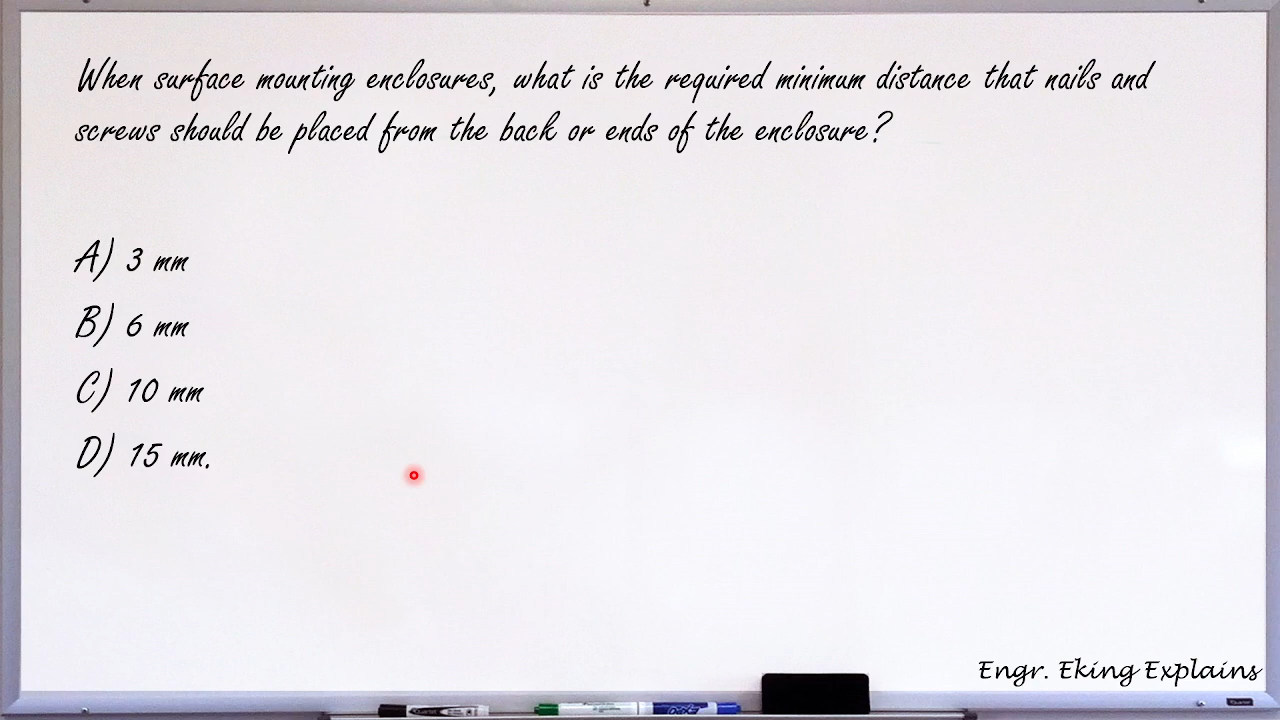 When surface mounting enclosures, what is the required minimum distance that nails and
screws should be placed from the back or ends of the enclosure?
A) 3 mm
B) 6 mm
C) 10 mm
D) 15 mm.
Engr. Eking Explains